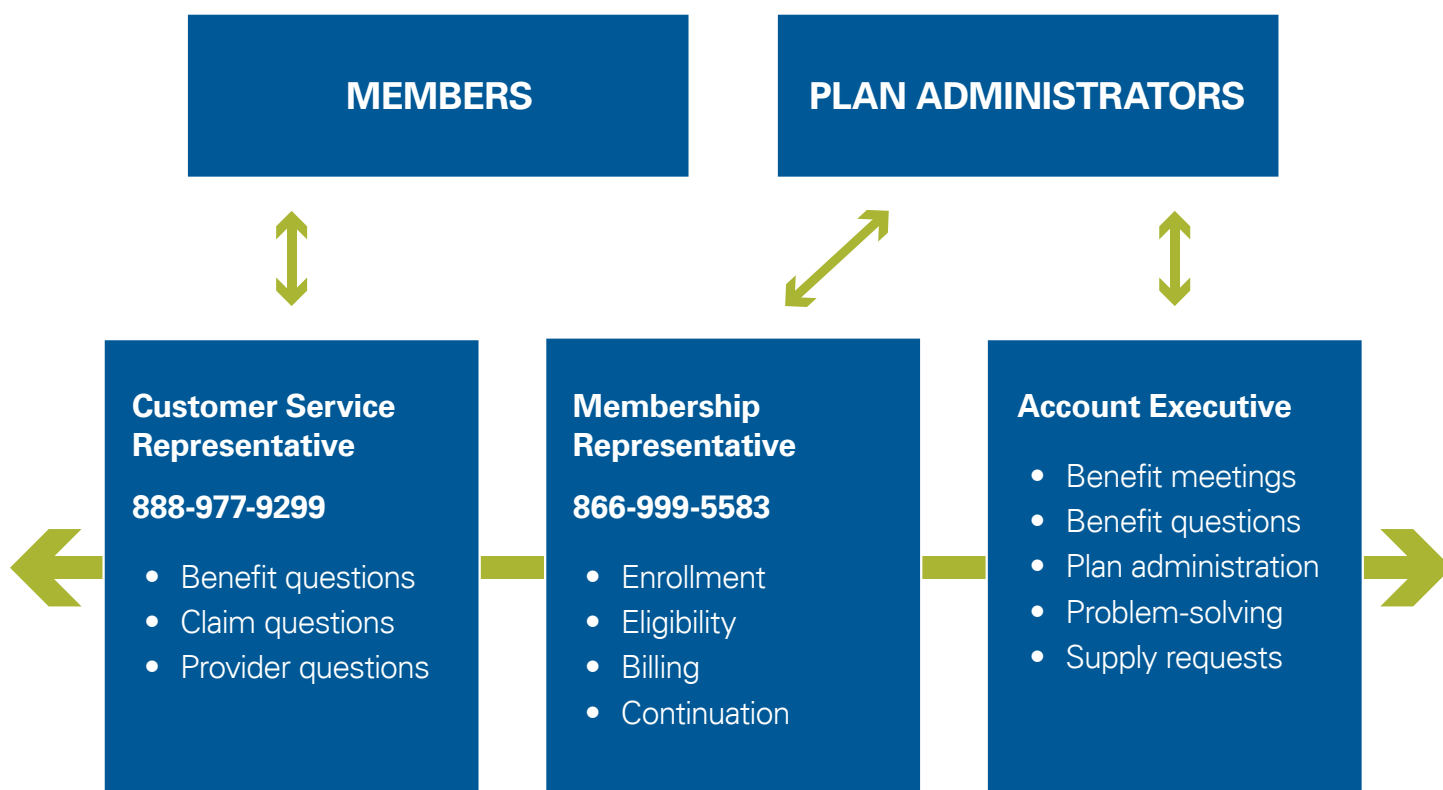 MEMBERS
PLAN ADMINISTRATORS
Customer Service
Representative
888-977-9299
• Benefit questions
• Claim questions
• Provider questions
Membership
Representative
866-999-5583
• Enrollment
• Eligibility
• Billing
• Continuation
Account Executive
• Benefit meetings
• Benefit questions
• Plan administration
• Problem-solving
• Supply requests